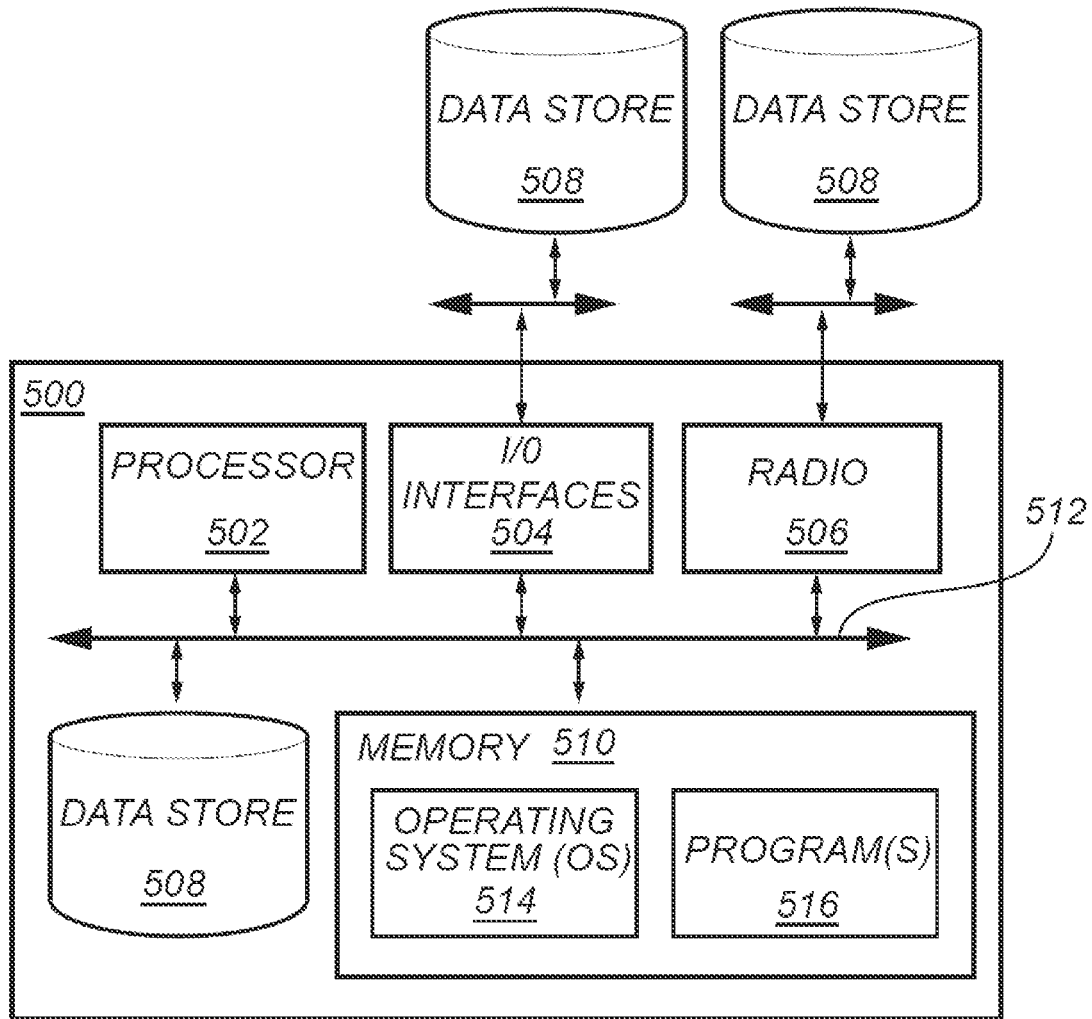 DATA STORE
508
DATA STORE
508
500
PROCESSOR
502
I/0
INTERFACES
504
RADIO
506
512
DATA STORE
508
MEMORY 510
OPERATING
SYSTEM (OS)
514
PROGRAM(S)
516